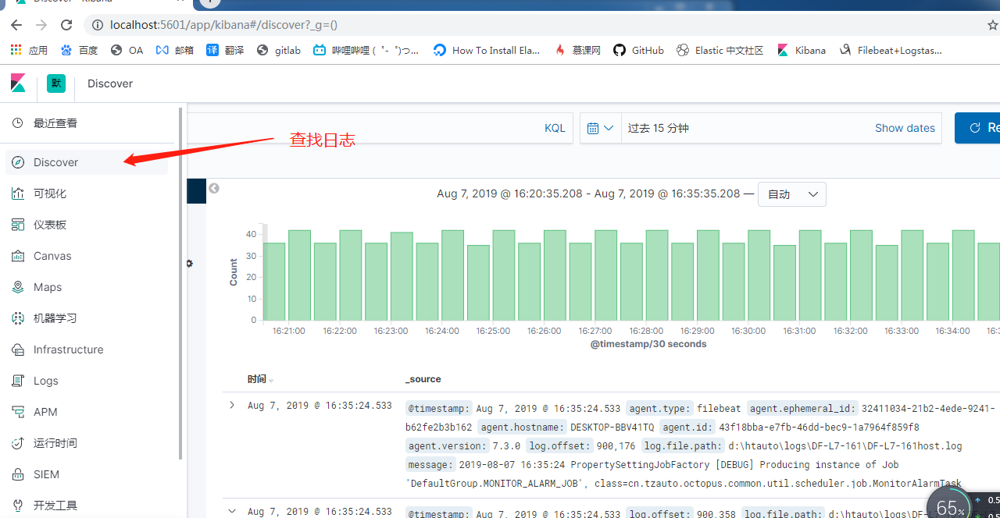 localhost:5601/app/kibana#/discover?_g=()
应用 百度 OA 邮箱 翻译 gitlab 哔哩哔哩 ( ゜- ゜)つ... How To Install Ela... 慕课网 GitHub Elastic 中文社区 Kibana Filebeat+Logstas...
默 Discover
最近查看
KQL 过去 15 分钟 Show dates Re
查找日志
Discover
可视化
仪表板
Canvas
Maps
机器学习
Infrastructure
Logs
APM
运行时间
SIEM
开发工具
Aug 7, 2019 @ 16:20:35.208 - Aug 7, 2019 @ 16:35:35.208 — 自动
Count
40
30
20
10
0
16:21:00 16:22:00 16:23:00 16:24:00 16:25:00 16:26:00 16:27:00 16:28:00 16:29:00 16:30:00 16:31:00 16:32:00 16:33:00 16:34:00 16:3
@timestamp/30 seconds
时间 _source
Aug 7, 2019 @ 16:35:24.533 @timestamp: Aug 7, 2019 @ 16:35:24.533 agent.type: filebeat agent.ephemeral_id: 32411034-21b2-4ede-9241-
b62fe2b3b162 agent.hostname: DESKTOP-BBV41TQ agent.id: 43f18bba-e7fb-46dd-bec9-1a7964f859f8
agent.version: 7.3.0 log.offset: 900,176 log.file.path: d:\htauto\logs\DF-L7-161\DF-L7-161host.log
message: 2019-08-07 16:35:24 PropertySettingJobFactory [DEBUG] Producing instance of Job
'DefaultGroup.MONITOR_ALARM_JOB', class=cn.tzauto.octopus.common.util.scheduler.job.MonitorAlarmTask
Aug 7, 2019 @ 16:35:24.533 @timestamp: Aug 7, 2019 @ 16:35:24.533 log.offset: 900,358 log.file.path: d:\htauto\logs\DF-L7-
65% 0.5